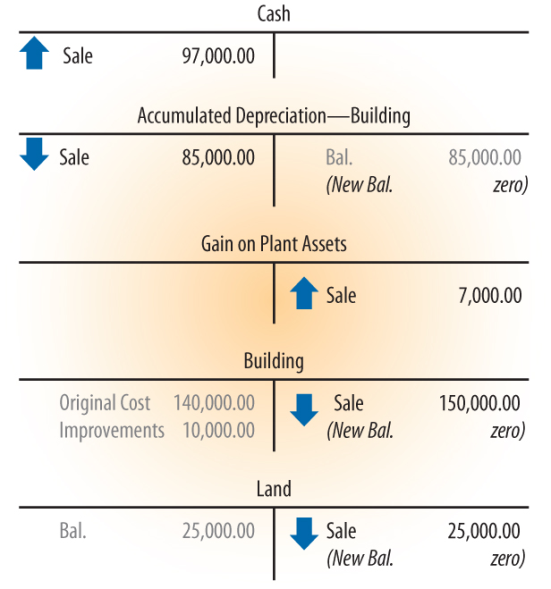 Cash
Sale 97,000.00
Accumulated Depreciation—Building
Sale 85,000.00 Bal. 85,000.00
(New Bal. zero)
Gain on Plant Assets
Sale 7,000.00
Building
Original Cost 140,000.00 Sale 150,000.00
Improvements 10,000.00 (New Bal. zero)
Land
Bal. 25,000.00 Sale 25,000.00
(New Bal. zero)